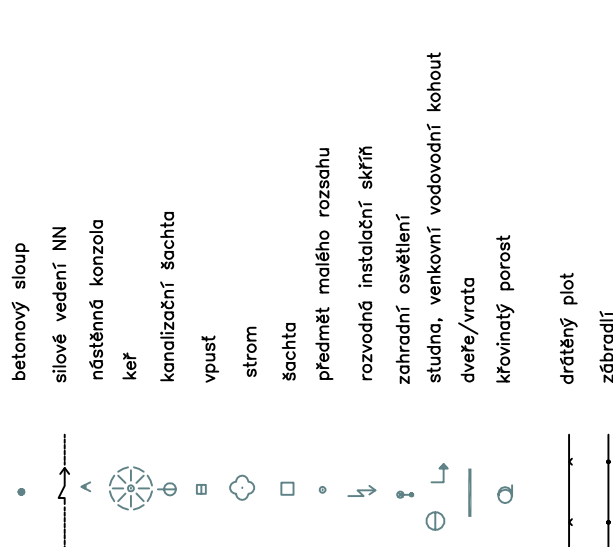 betonový sloup
silové vedení NN
nástěnná konzola
keř
kanalizační šachta
vpusť
strom
šachta
předmět malého rozsahu
rozvodná instalační skříň
zahradní osvětlení
studna, venkovní vodovodní kohout
dveře/vrata
křovinatý porost
drátěný plot
zábradlí